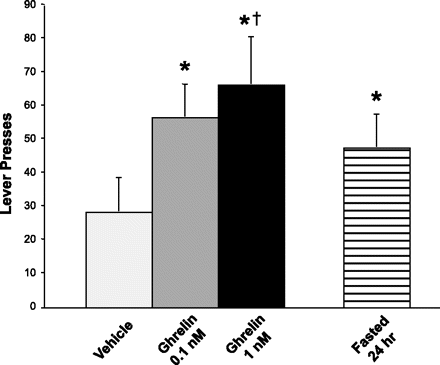 90
80
70
60
50
40
30
20
10
0
Lever Presses
*
*†
*
Vehicle
Ghrelin
0.1 nM
Ghrelin
1 nM
Fasted
24 hr